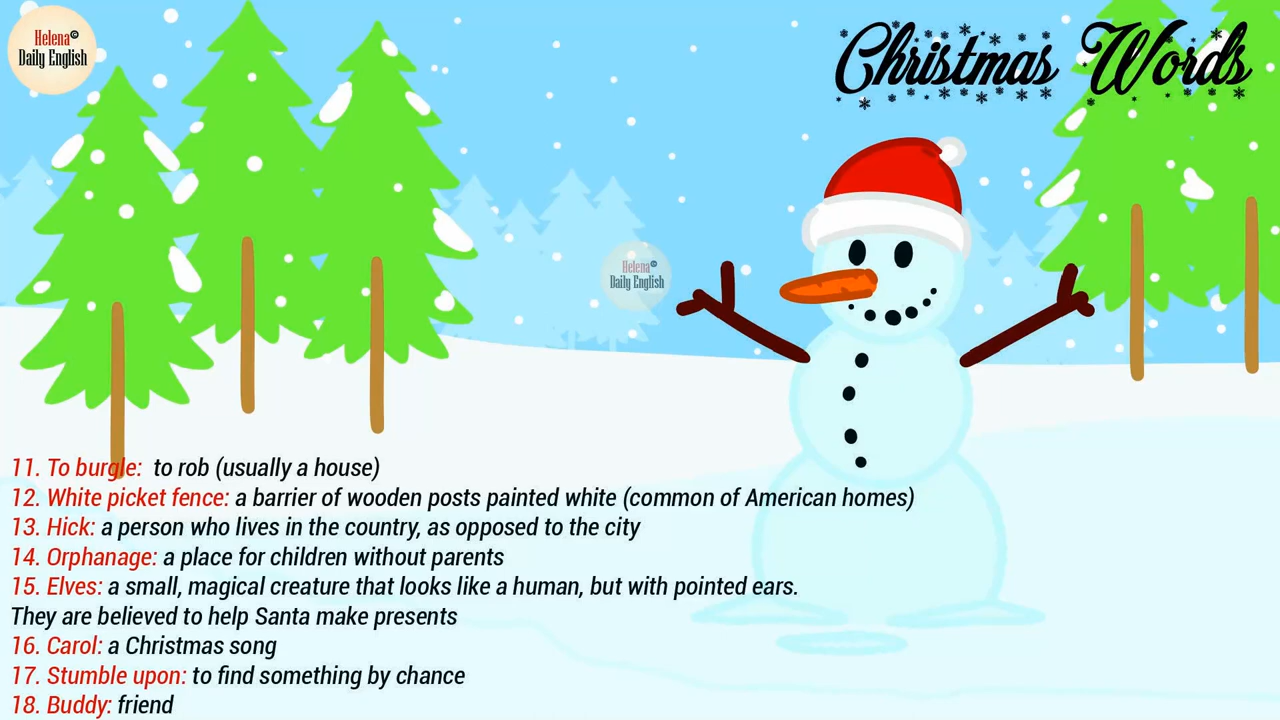 Helena©
Daily English
Christmas Words
Helena©
Daily English
11. To burgle: to rob (usually a house)
12. White picket fence: a barrier of wooden posts painted white (common of American homes)
13. Hick: a person who lives in the country, as opposed to the city
14. Orphanage: a place for children without parents
15. Elves: a small, magical creature that looks like a human, but with pointed ears.
They are believed to help Santa make presents
16. Carol: a Christmas song
17. Stumble upon: to find something by chance
18. Buddy: friend